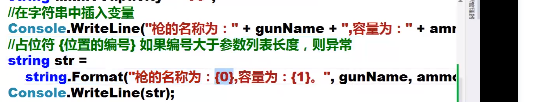 //在字符串中插入变量
Console.WriteLine("枪的名称为：" + gunName + ",容量为：" + amm
//占位符 {位置的编号} 如果编号大于参数列表长度，则异常
string str =
string.Format("枪的名称为：{0},容量为：{1}。", gunName, ammo
Console.WriteLine(str);